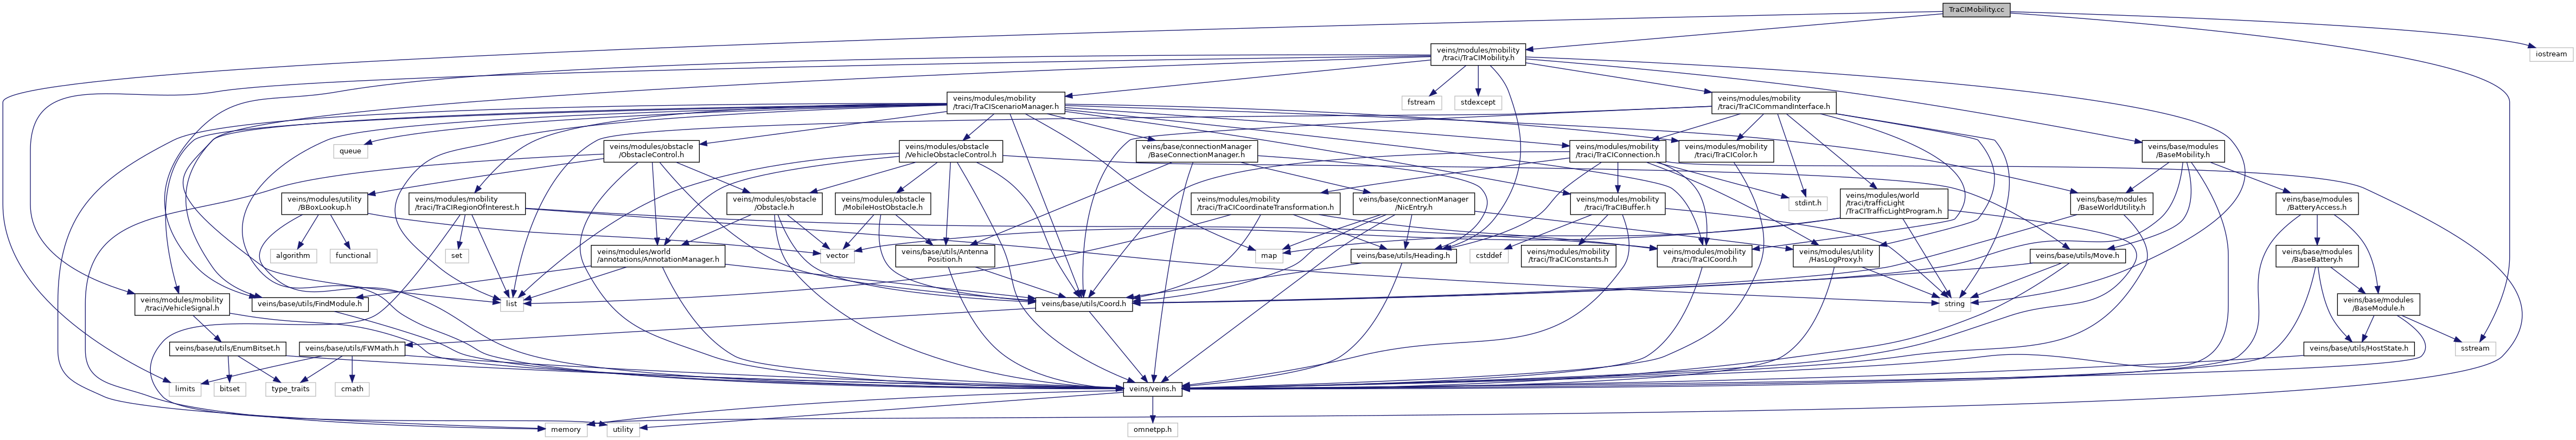 TraCIMobility.cc
veins/modules/mobility
/traci/TraCIMobility.h
iostream
veins/modules/mobility
/traci/TraCIScenarioManager.h
fstream
stdexcept
veins/modules/mobility
/traci/TraCICommandInterface.h
queue
veins/modules/obstacle
/ObstacleControl.h
veins/modules/obstacle
/VehicleObstacleControl.h
veins/base/connectionManager
/BaseConnectionManager.h
veins/modules/mobility
/traci/TraCIConnection.h
veins/modules/mobility
/traci/TraCIColor.h
veins/base/modules
/BaseMobility.h
veins/modules/utility
/BBoxLookup.h
veins/modules/mobility
/traci/TraCIRegionOfInterest.h
veins/modules/obstacle
/Obstacle.h
veins/modules/obstacle
/MobileHostObstacle.h
veins/modules/mobility
/traci/TraCICoordinateTransformation.h
veins/base/connectionManager
/NicEntry.h
veins/modules/mobility
/traci/TraCIBuffer.h
stdint.h
veins/modules/world
/traci/trafficLight
/TraCITrafficLightProgram.h
veins/base/modules
/BaseWorldUtility.h
veins/base/modules
/BatteryAccess.h
algorithm
functional
set
veins/modules/world
/annotations/AnnotationManager.h
vector
veins/base/utils/Antenna
Position.h
map
veins/base/utils/Heading.h
cstddef
veins/modules/mobility
/traci/TraCIConstants.h
veins/modules/mobility
/traci/TraCICoord.h
veins/modules/utility
/HasLogProxy.h
veins/base/utils/Move.h
veins/base/modules
/BaseBattery.h
veins/modules/mobility
/traci/VehicleSignal.h
veins/base/utils/FindModule.h
list
veins/base/utils/Coord.h
string
veins/base/modules
/BaseModule.h
veins/base/utils/EnumBitset.h
veins/base/utils/FWMath.h
veins/base/utils/HostState.h
sstream
limits
bitset
type_traits
cmath
veins/veins.h
memory
utility
omnetpp.h